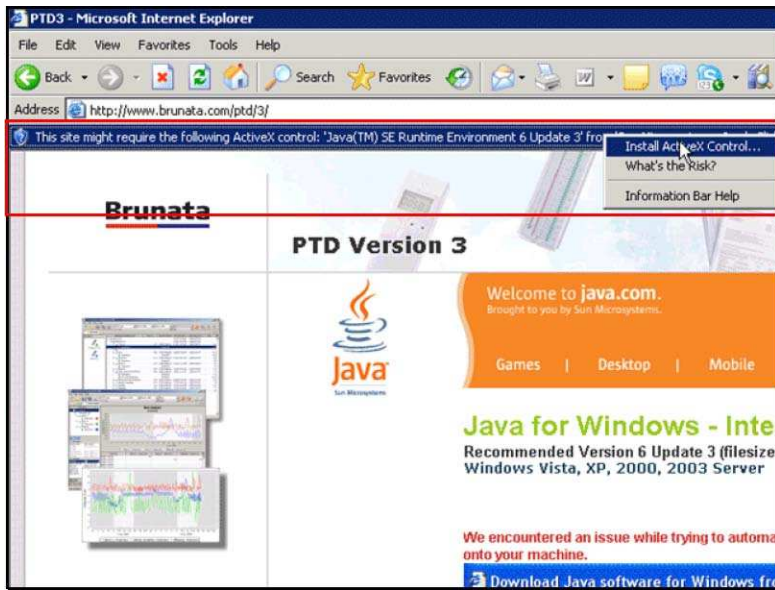 PTD3 - Microsoft Internet Explorer
File Edit View Favorites Tools Help
Back Search Favorites
Address http://www.brunata.com/ptd/3/
This site might require the following ActiveX control: 'Java(TM) SE Runtime Environment 6 Update 3' from
Install ActiveX Control...
What's the Risk?
Information Bar Help
Brunata
PTD Version 3
Welcome to java.com.
Brought to you by Sun Microsystems.
Games | Desktop | Mobile
Java
Sun Microsystems
Java for Windows - Inte
Recommended Version 6 Update 3 (filesize
Windows Vista, XP, 2000, 2003 Server
We encountered an issue while trying to automa
onto your machine.
Download Java software for Windows fro